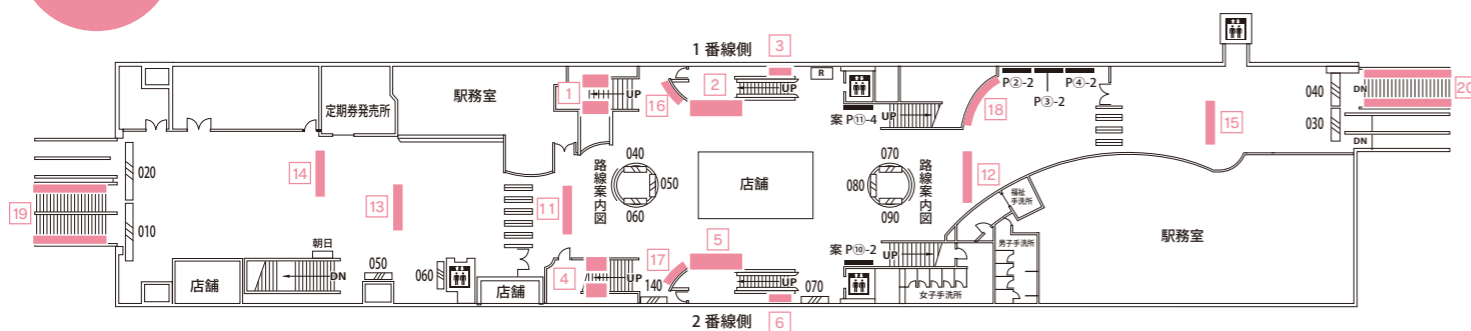 1 番線側
3
1
UP
16
2
UP
R
P②-2
P③-2
P④-2
040
DN
20
駅務室
定期券発売所
案 P⑪-4
UP
18
15
030
DN
020
14
路線案内図
040
050
060
店舗
070
080
090
路線案内図
12
福祉
手洗所
19
010
13
11
駅務室
朝日
DN
050
060
5
17
4
UP
140
UP
070
案 P⑩-2
UP
男子手洗所
女子手洗所
店舗
店舗
2 番線側
6